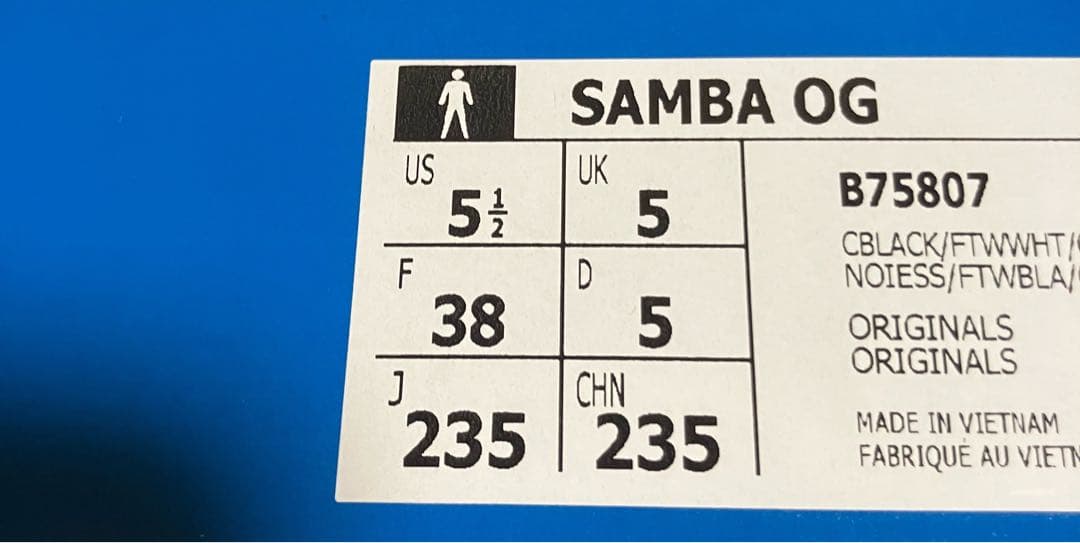 SAMBA OG
US 5½
UK 5
F 38
D 5
J 235
CHN 235
B75807
CBLACK/FTWWHT/
NOIESS/FTWBLA/
ORIGINALS
ORIGINALS
MADE IN VIETNAM
FABRIQUÉ AU